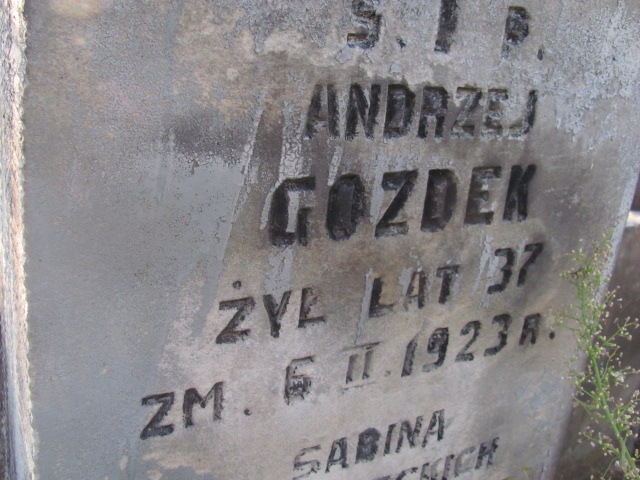 Ś. † P.
ANDRZEJ
GOZDEK
ŻYŁ LAT 37
ZM. 6 II. 1923 R.
SABINA